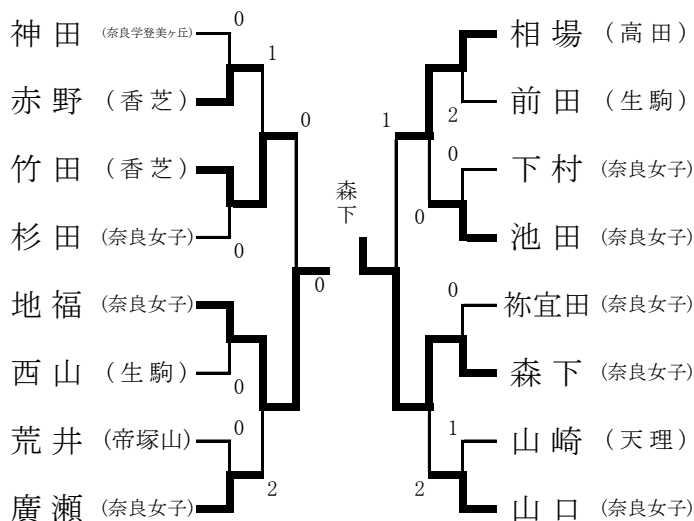 神田 (奈良学登美ヶ丘)
0
1
赤野 (香芝)
0
竹田 (香芝)
杉田 (奈良女子)
0
地福 (奈良女子)
西山 (生駒)
0
荒井 (帝塚山)
0
廣瀬 (奈良女子)
2
0
森下
相場 (高田)
前田 (生駒)
2
1
下村 (奈良女子)
0
池田 (奈良女子)
0
祢宜田 (奈良女子)
0
森下 (奈良女子)
山崎 (天理)
1
山口 (奈良女子)
2